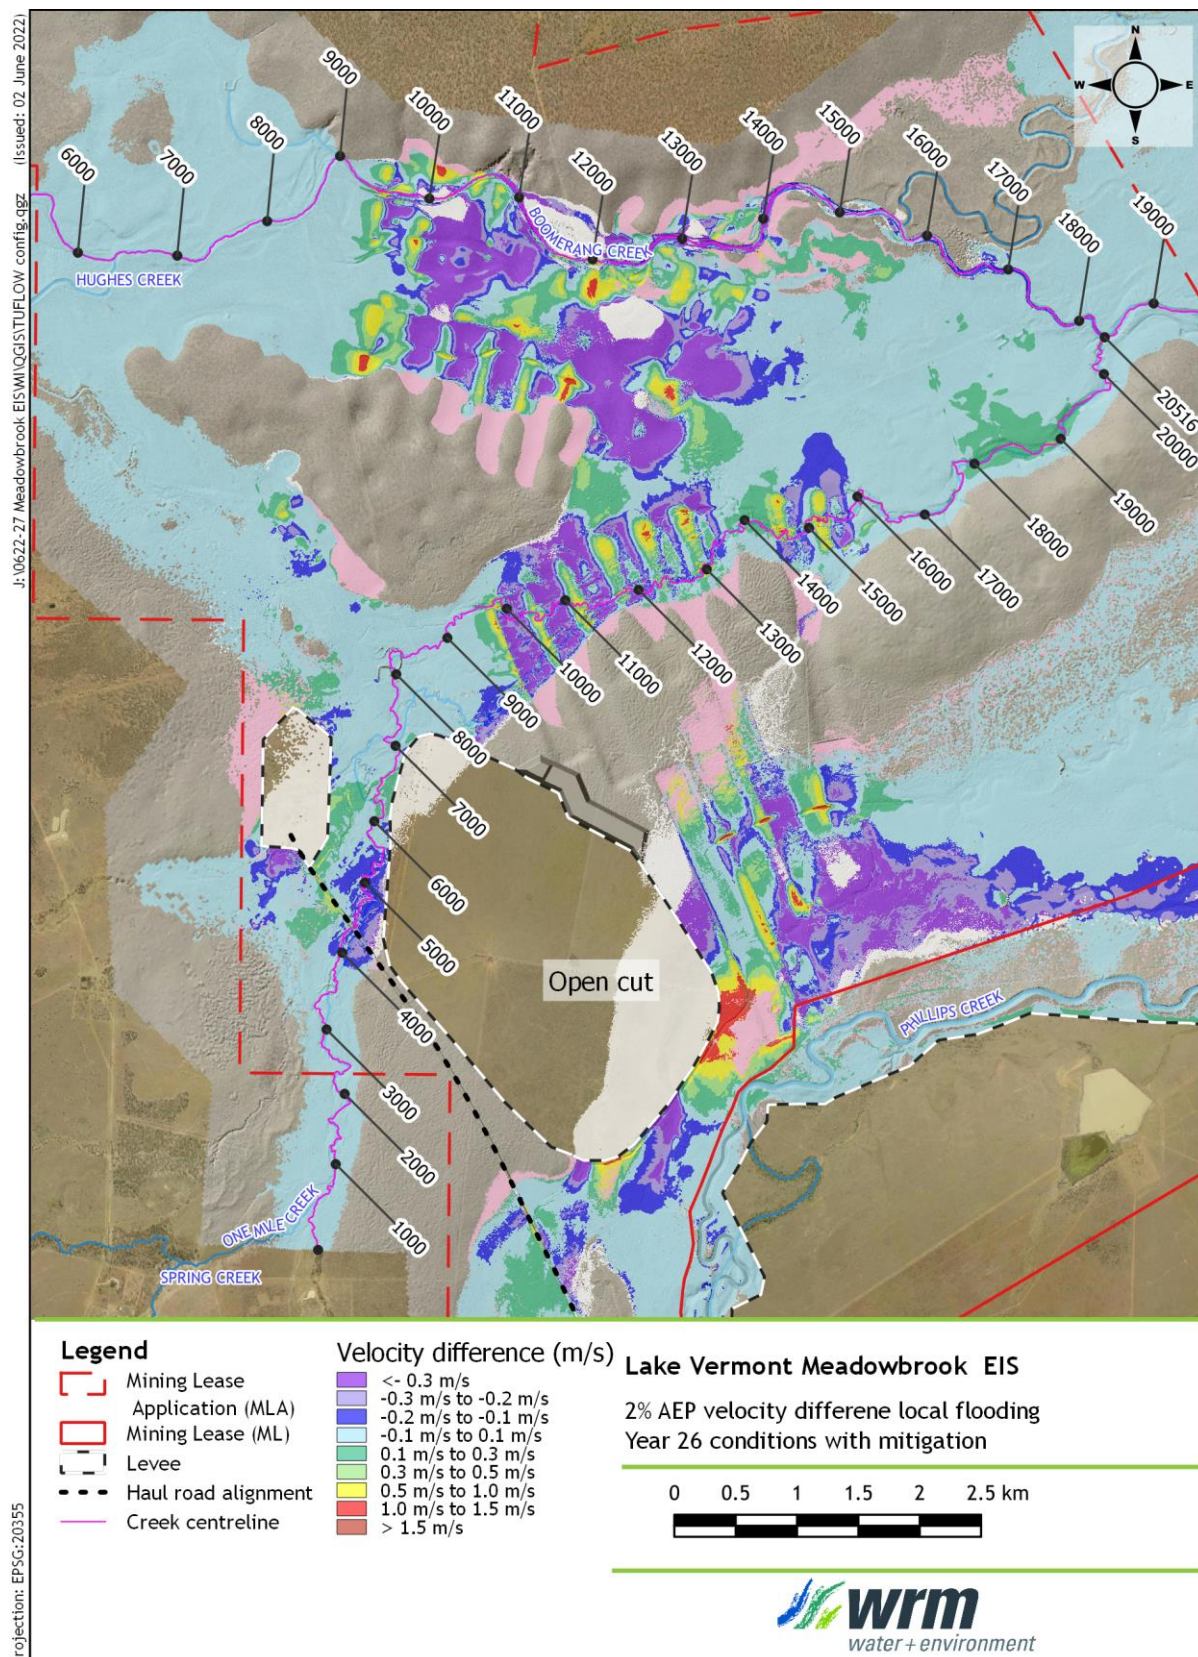 J:\0622-27 Meadowbrook EIS\MI\QGIS\TUFLOW config.qgz (Issued: 02 June 2022)
N
W
E
S
9000
10000
11000
12000
13000
14000
15000
16000
17000
18000
19000
8000
7000
6000
HUGHES CREEK
BOOMERANG CREEK
20516
20000
19000
18000
17000
16000
15000
14000
13000
12000
11000
10000
9000
8000
7000
6000
5000
4000
3000
2000
1000
Open cut
PHILLIPS CREEK
ONE MILE CREEK
SPRING CREEK
Legend
Mining Lease
Application (MLA)
Mining Lease (ML)
Levee
Haul road alignment
Creek centreline
Velocity difference (m/s)
<- 0.3 m/s
-0.3 m/s to -0.2 m/s
-0.2 m/s to -0.1 m/s
-0.1 m/s to 0.1 m/s
0.1 m/s to 0.3 m/s
0.3 m/s to 0.5 m/s
0.5 m/s to 1.0 m/s
1.0 m/s to 1.5 m/s
> 1.5 m/s
Lake Vermont Meadowbrook EIS
2% AEP velocity differene local flooding
Year 26 conditions with mitigation
0 0.5 1 1.5 2 2.5 km
rojection: EPSG:20355
wrm
water + environment